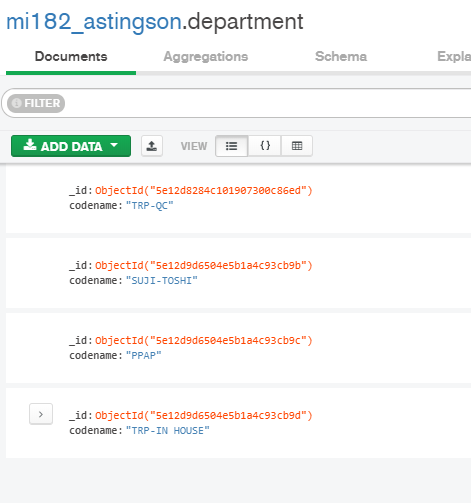 mi182_astingson.department
Documents Aggregations Schema Expla
FILTER
ADD DATA VIEW { }
_id: ObjectId("5e12d8284c101907300c86ed")
codename: "TRP-QC"
_id: ObjectId("5e12d9d6504e5b1a4c93cb9b")
codename: "SUJI-TOSHI"
_id: ObjectId("5e12d9d6504e5b1a4c93cb9c")
codename: "PPAP"
_id: ObjectId("5e12d9d6504e5b1a4c93cb9d")
codename: "TRP-IN HOUSE"